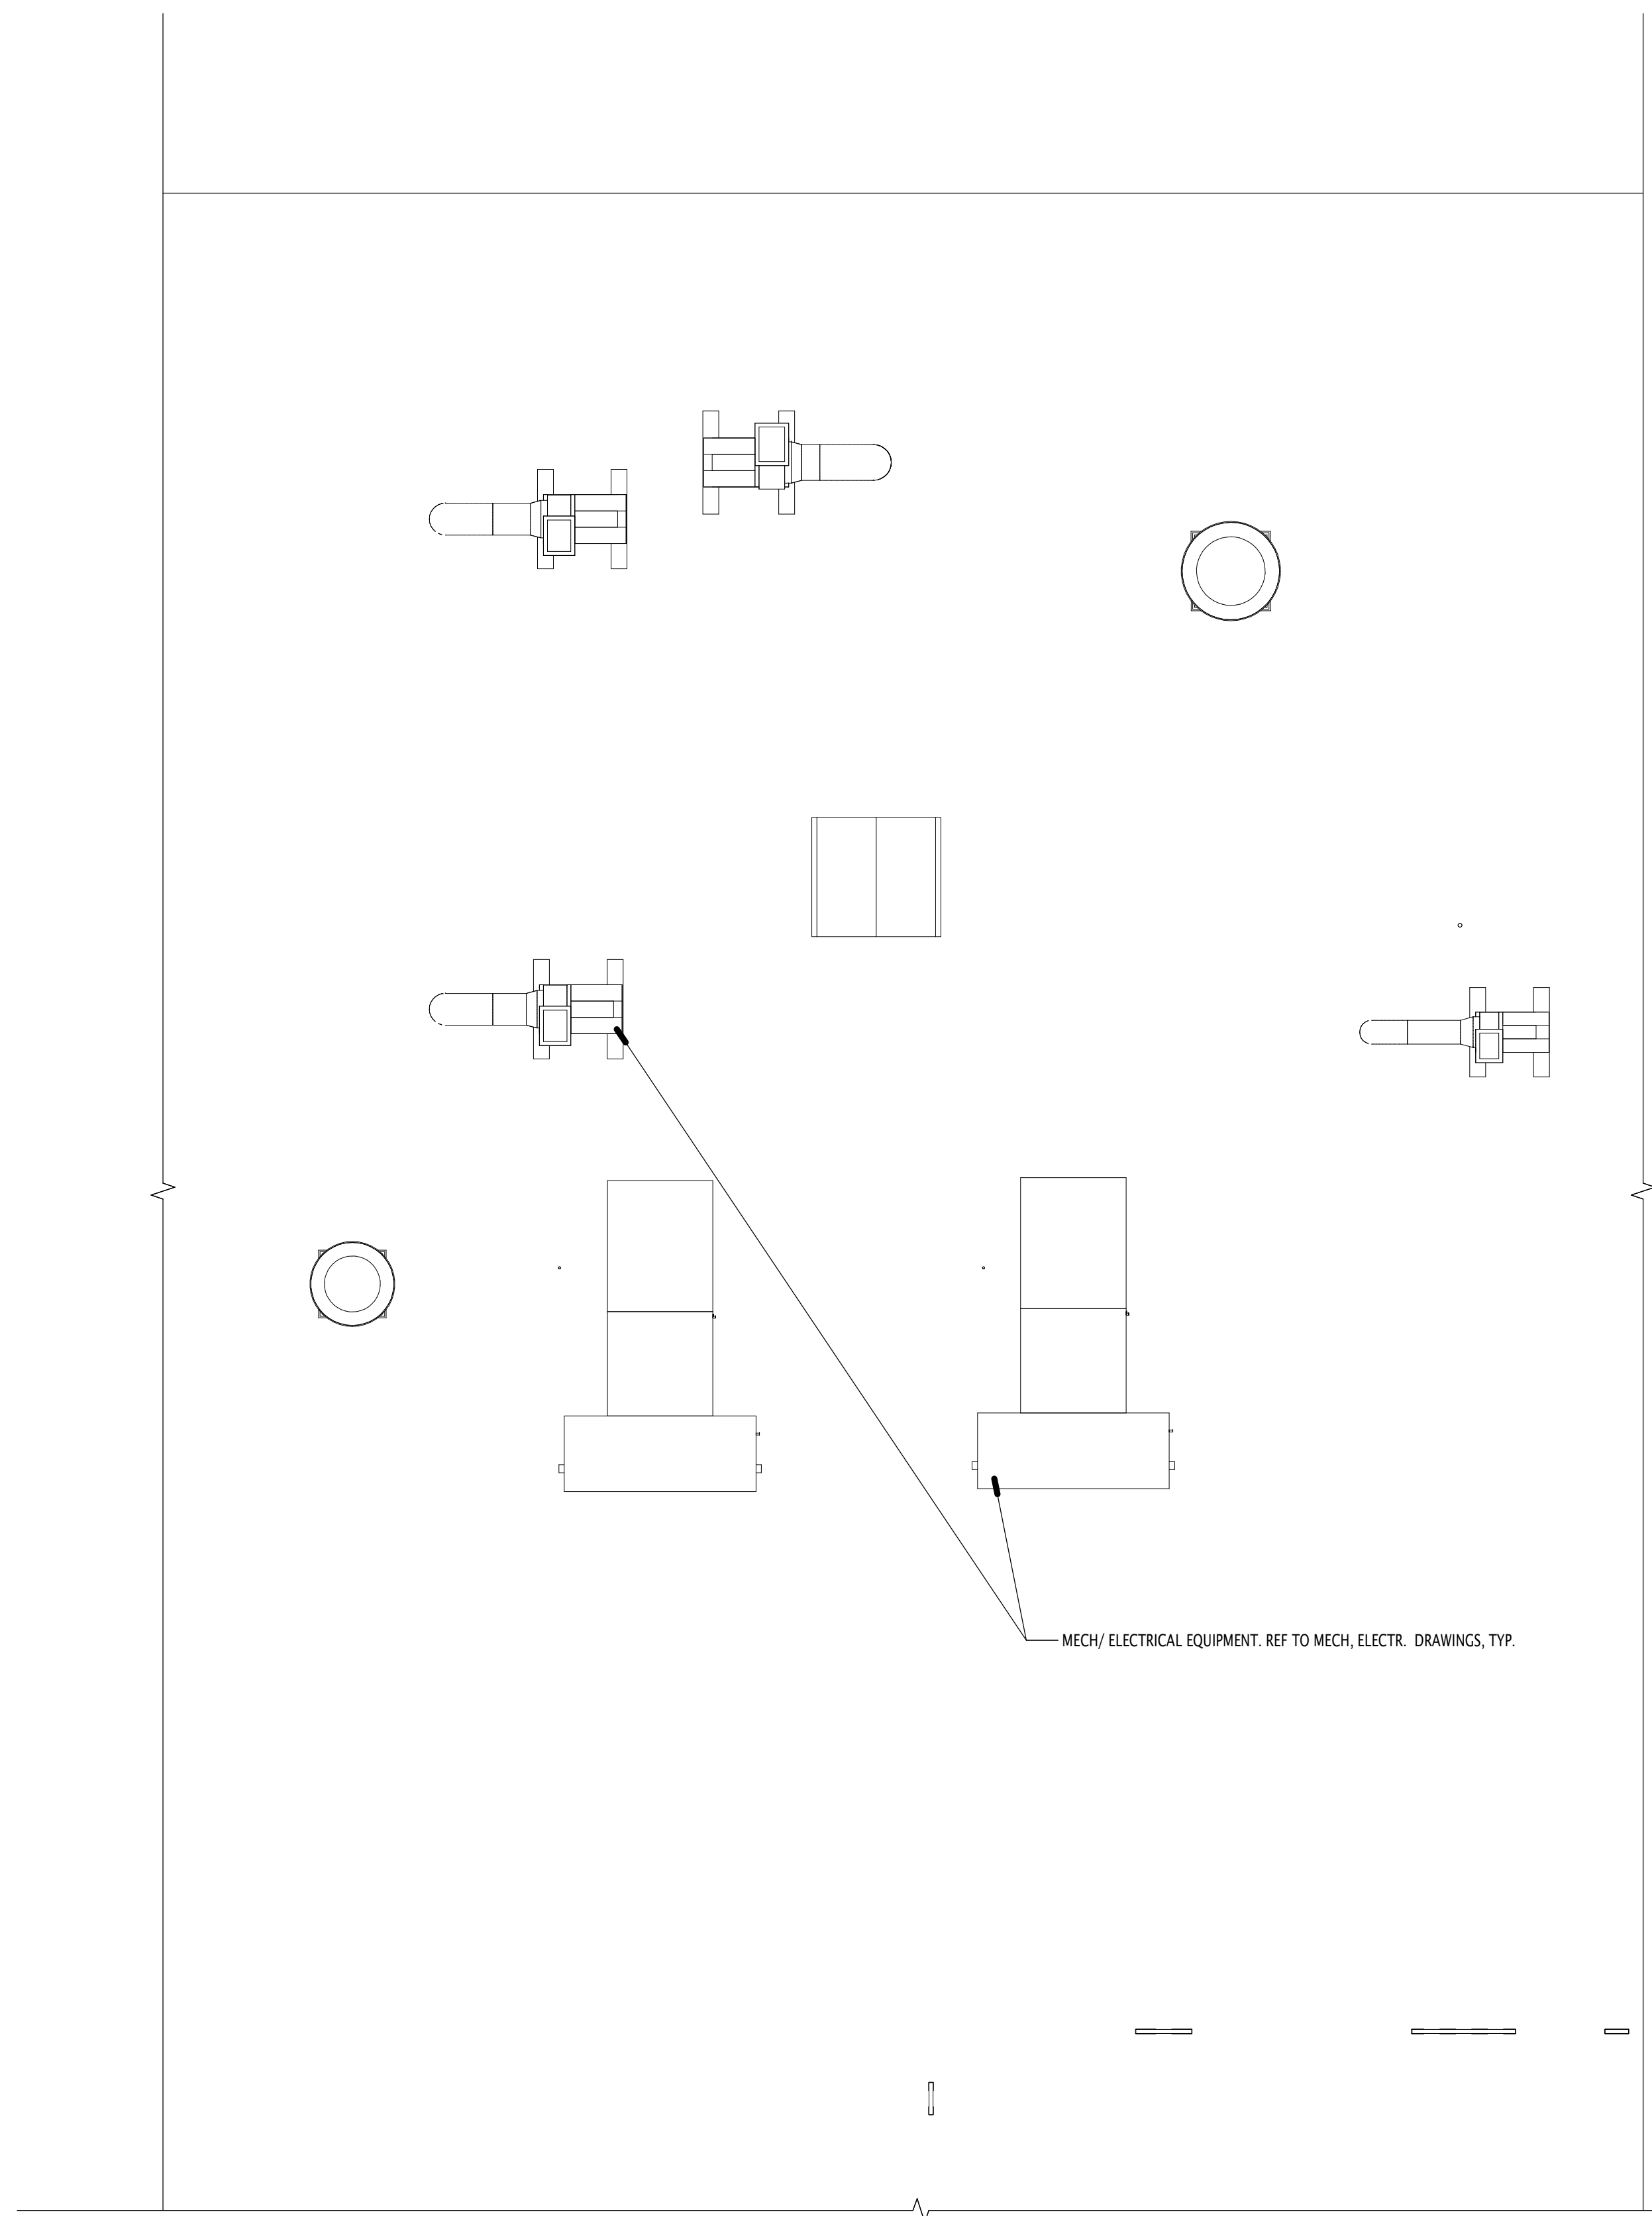 MECH/ ELECTRICAL EQUIPMENT. REF TO MECH, ELECTR. DRAWINGS, TYP.